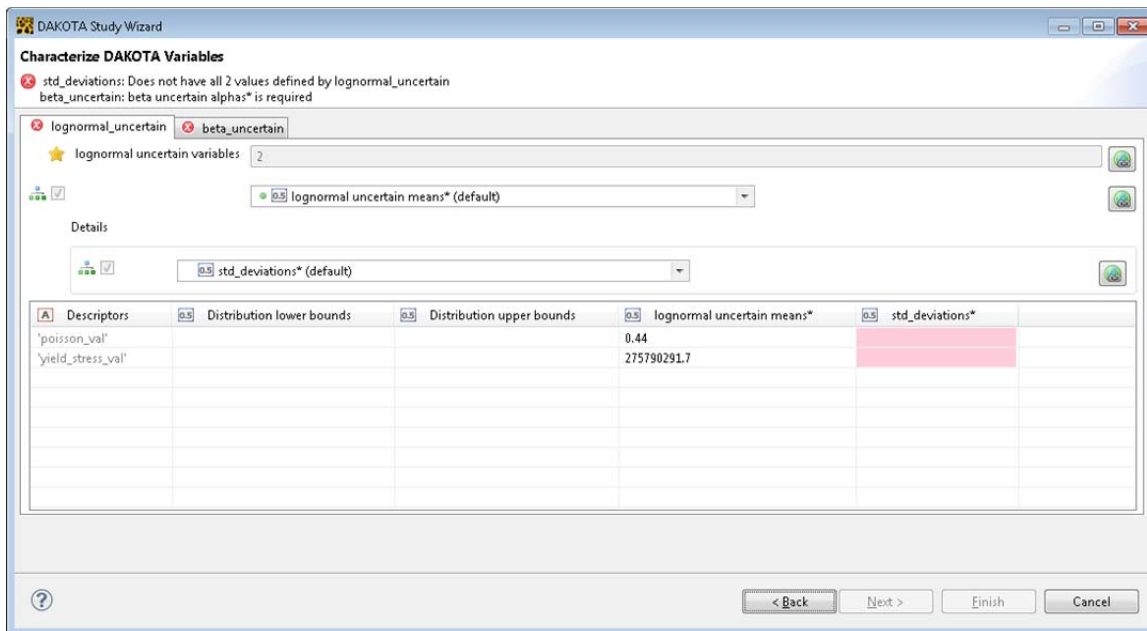 DAKOTA Study Wizard
Characterize DAKOTA Variables
std_deviations: Does not have all 2 values defined by lognormal_uncertain
beta_uncertain: beta uncertain alphas* is required
lognormal_uncertain beta_uncertain
lognormal uncertain variables 2
0.5 lognormal uncertain means* (default)
Details
0.5 std_deviations* (default)
A Descriptors 0.5 Distribution lower bounds 0.5 Distribution upper bounds 0.5 lognormal uncertain means* 0.5 std_deviations*
'poisson_val' 0.44
'yield_stress_val' 275790291.7
? < Back Next > Finish Cancel